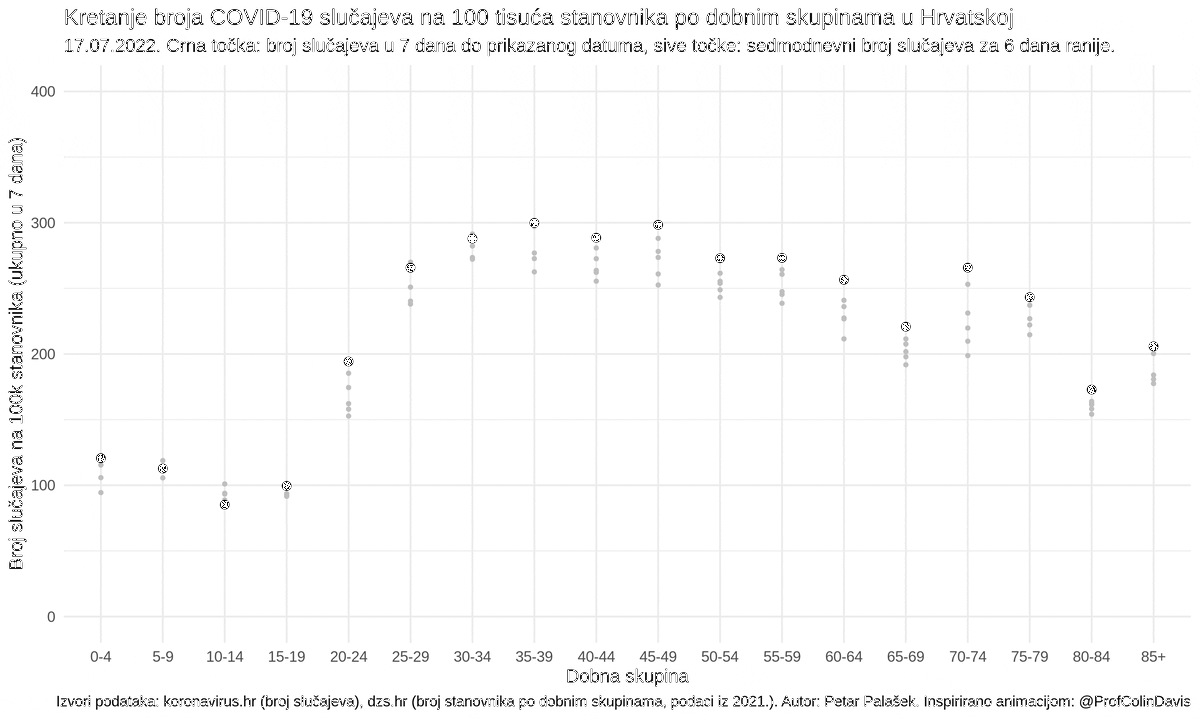 Kretanje broja COVID-19 slučajeva na 100 tisuća stanovnika po dobnim skupinama u Hrvatskoj
17.07.2022. Crna točka: broj slučajeva u 7 dana do prikazanog datuma, sive točke: sedmodnevni broj slučajeva za 6 dana ranije.
Broj slučajeva na 100k stanovnika (ukupno u 7 dana)
400
300
200
100
0
0-4 5-9 10-14 15-19 20-24 25-29 30-34 35-39 40-44 45-49 50-54 55-59 60-64 65-69 70-74 75-79 80-84 85+
Dobna skupina
Izvori podataka: koronavirus.hr (broj slučajeva), dzs.hr (broj stanovnika po dobnim skupinama, podaci iz 2021.). Autor: Petar Palašek. Inspirirano animacijom: @ProfColinDavis